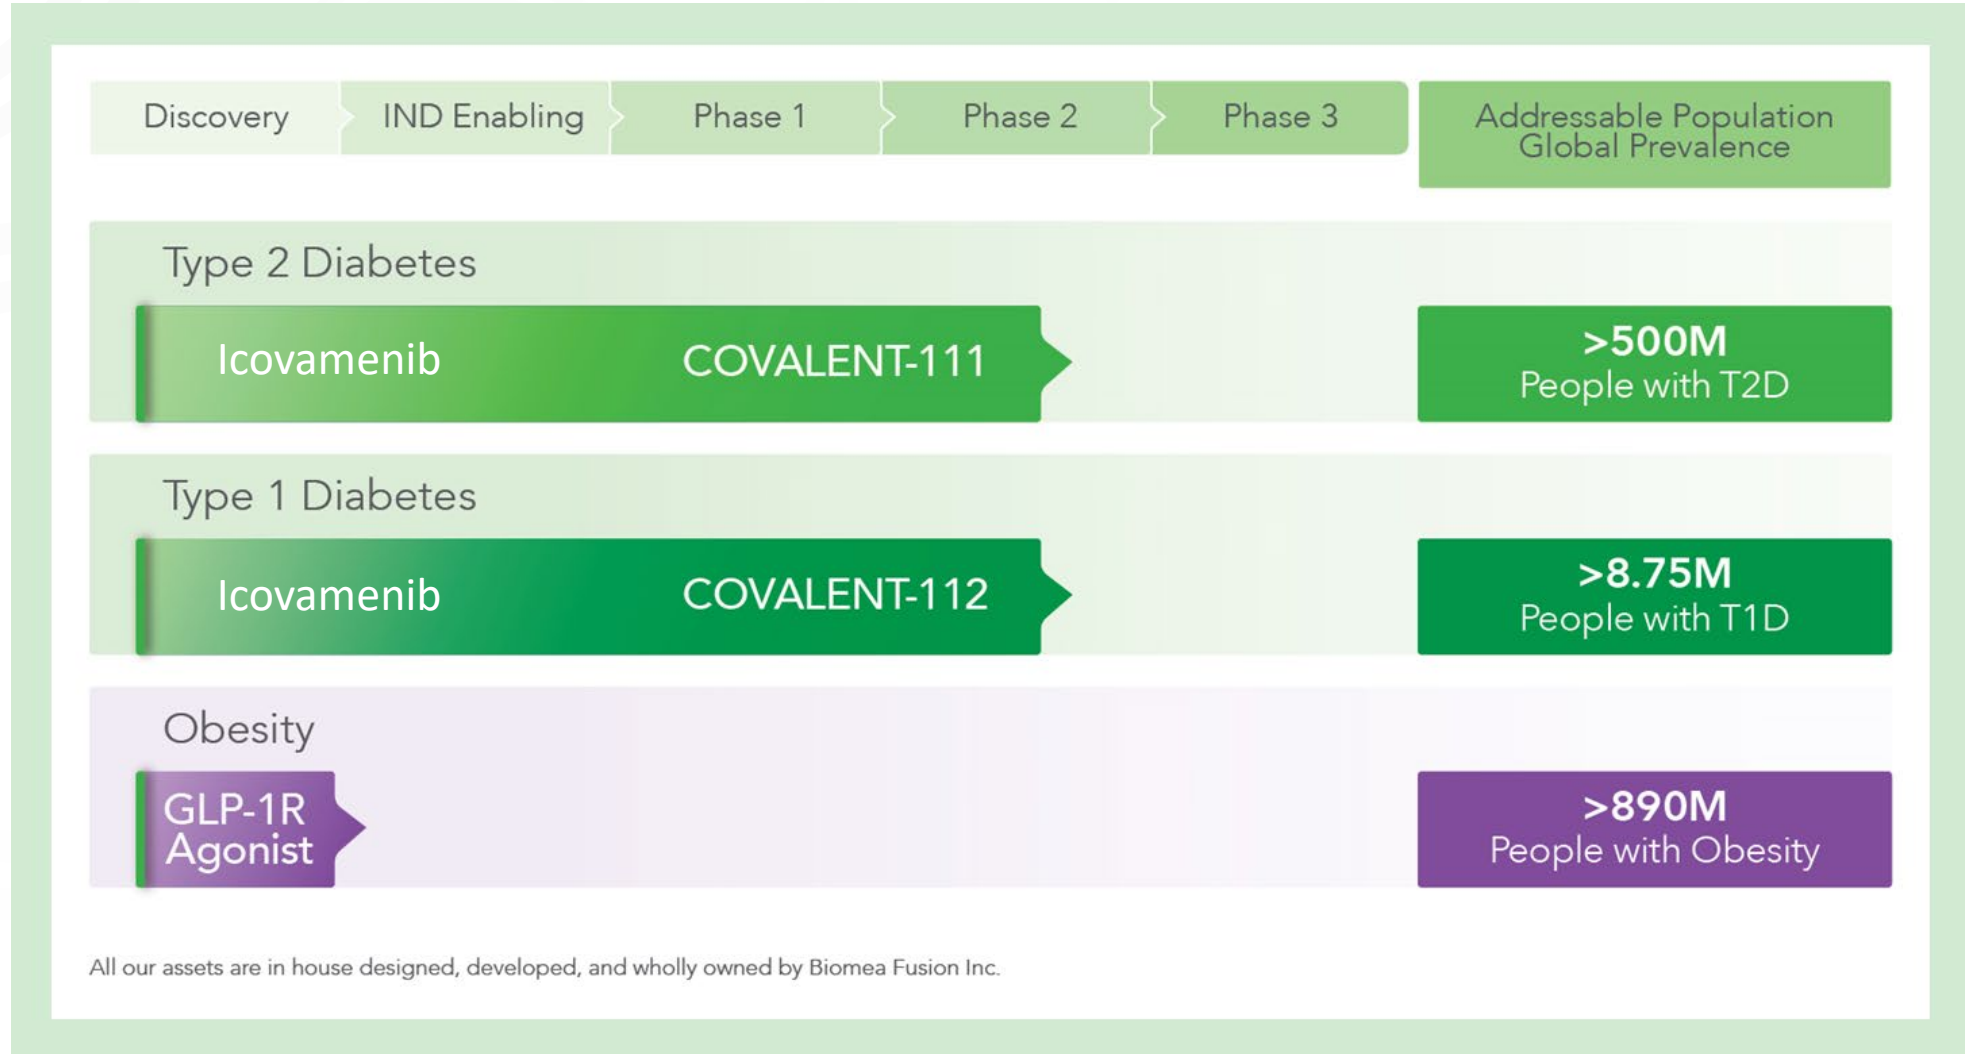 Discovery
IND Enabling
Phase 1
Phase 2
Phase 3
Addressable Population
Global Prevalence
Type 2 Diabetes
Icovamenib
COVALENT-111
>500M
People with T2D
Type 1 Diabetes
Icovamenib
COVALENT-112
>8.75M
People with T1D
Obesity
GLP-1R
Agonist
>890M
People with Obesity
All our assets are in house designed, developed, and wholly owned by Biomea Fusion Inc.